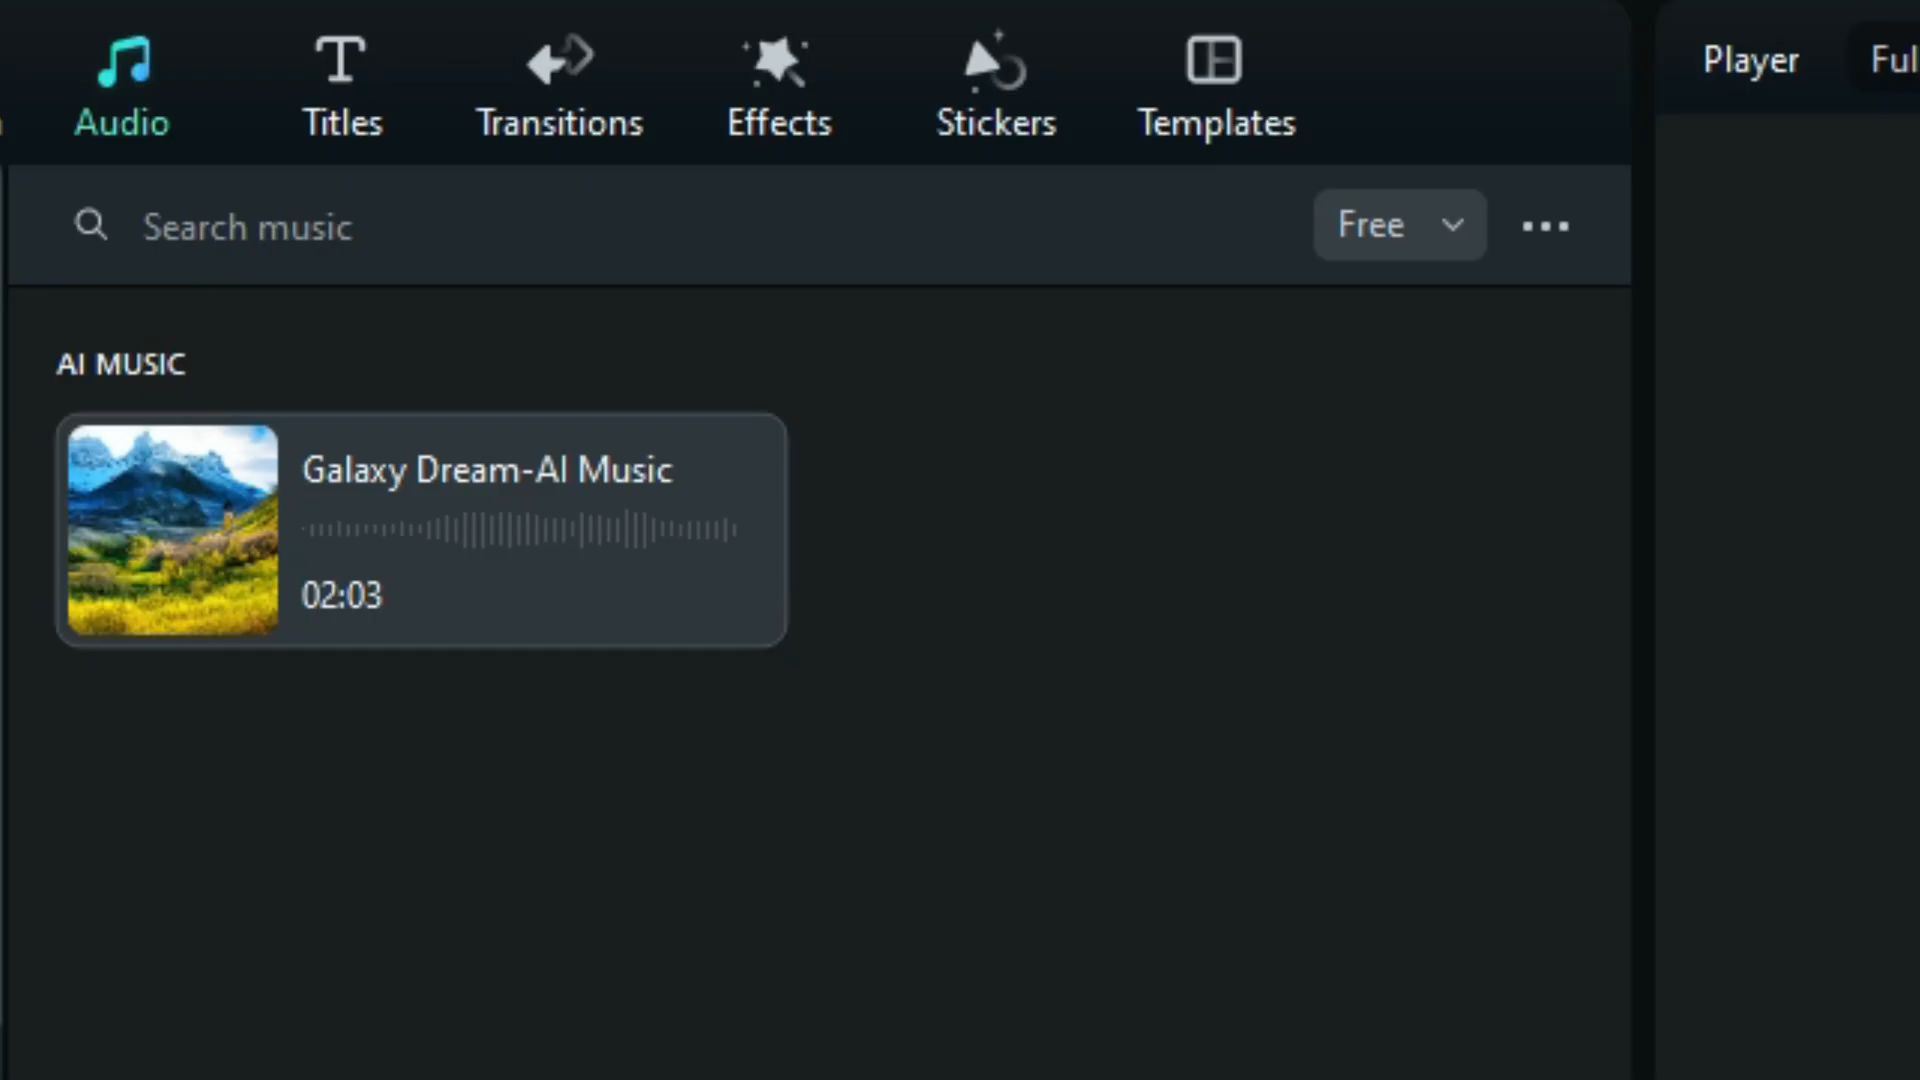 Audio
Titles
Transitions
Effects
Stickers
Templates
Player
Search music
Free
AI MUSIC
Galaxy Dream-AI Music
02:03